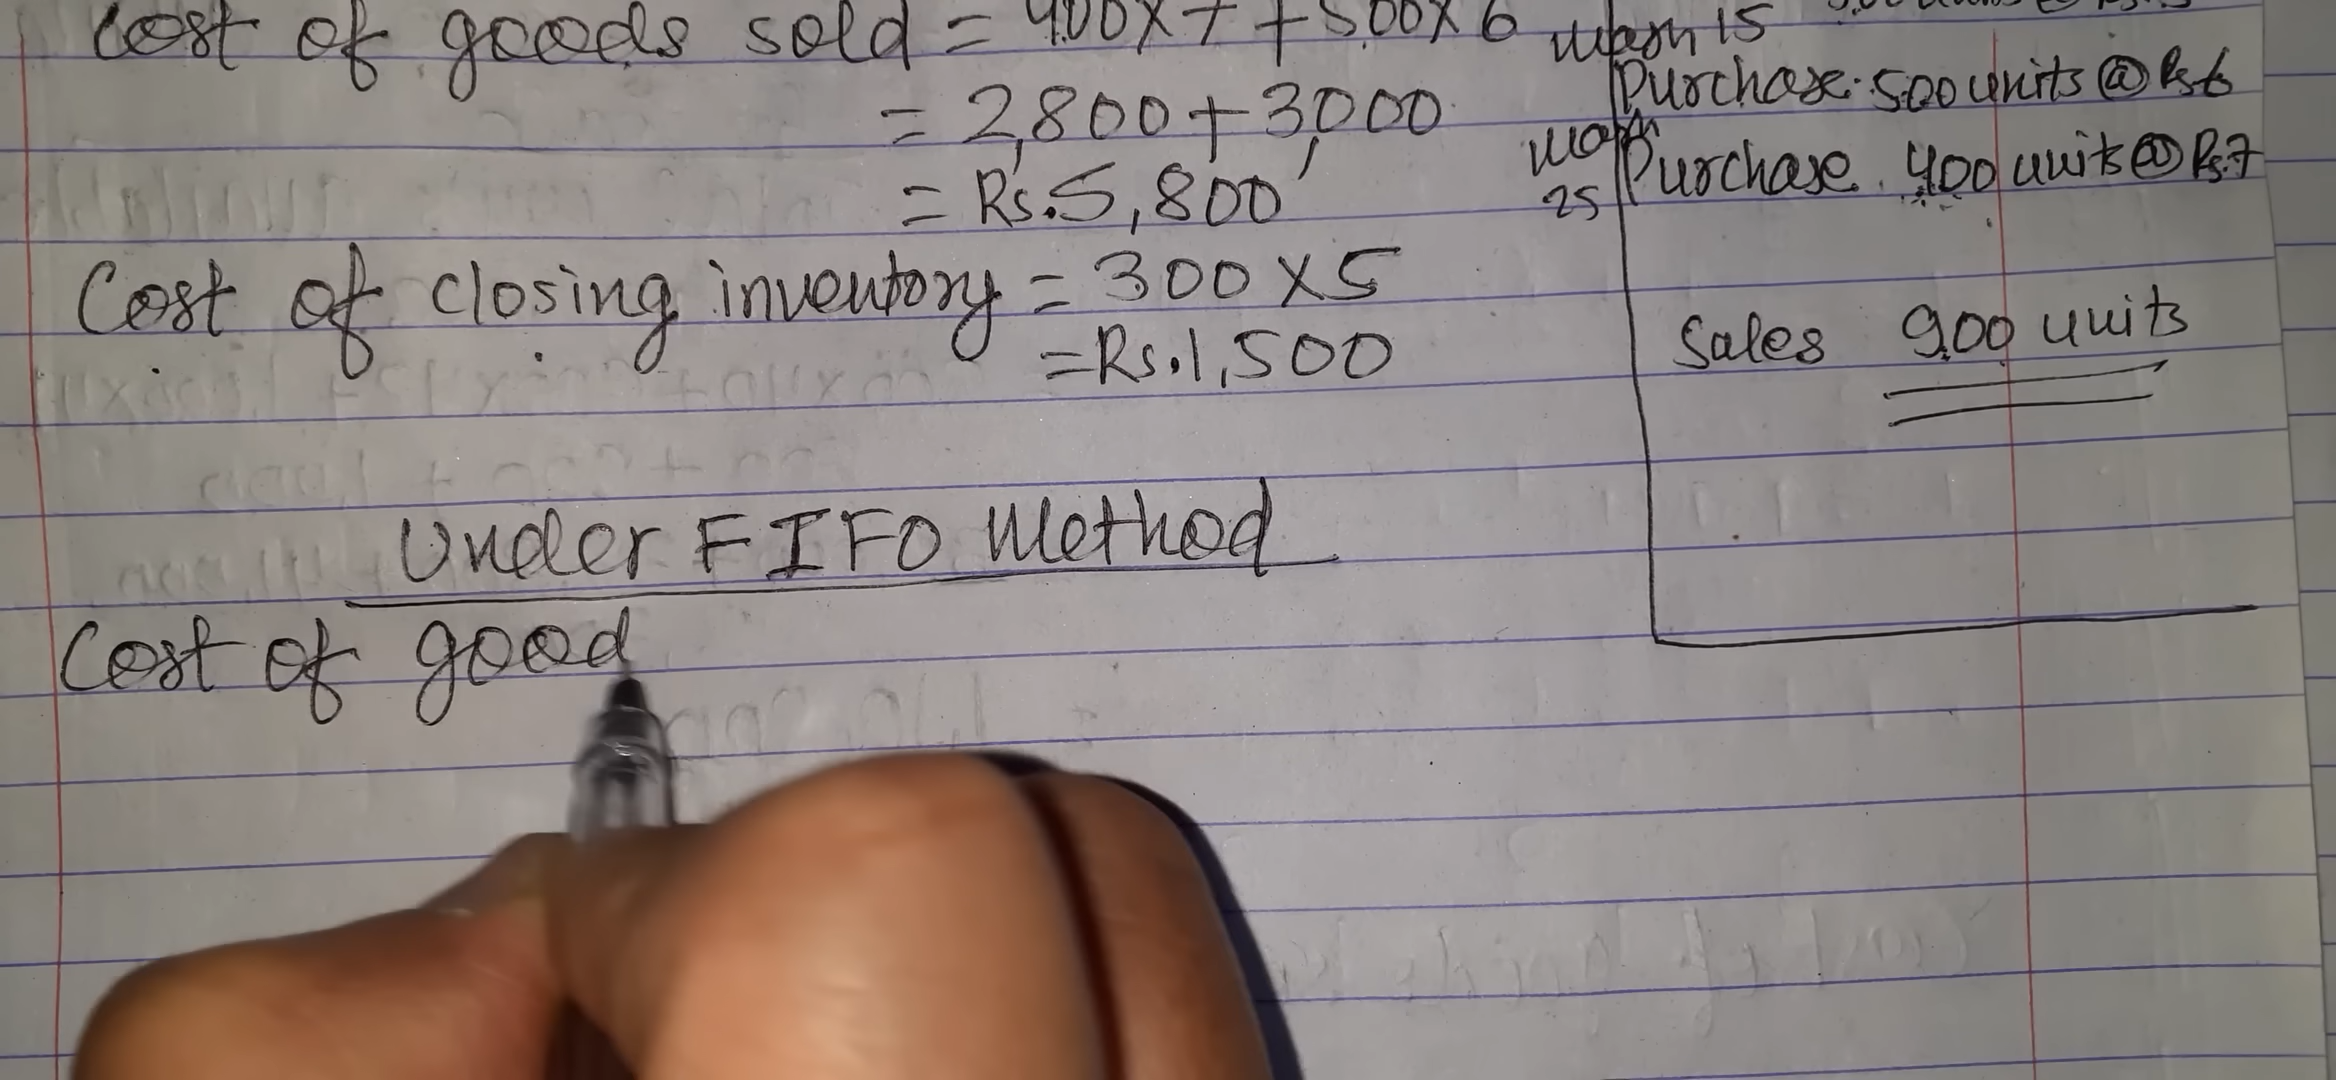 Cost of goods sold = 400 x 7 + 500 x 6
= 2,800 + 3,000
= Rs. 5,800
Cost of closing inventory = 300 x 5
= Rs. 1,500
Under FIFO Method
Cost of good
15
Purchase 500 units @ Rs 6
25 Purchase 400 units @ Rs. 7
Sales 900 units